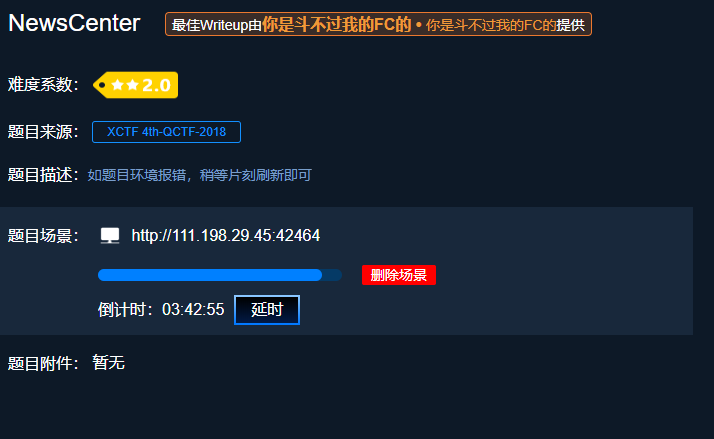 NewsCenter 最佳Writeup由你是斗不过我的FC的 • 你是斗不过我的FC的提供
难度系数： 2.0
题目来源： XCTF 4th-QCTF-2018
题目描述：如题目环境报错，稍等片刻刷新即可
题目场景： http://111.198.29.45:42464
删除场景
倒计时：03:42:55 延时
题目附件： 暂无